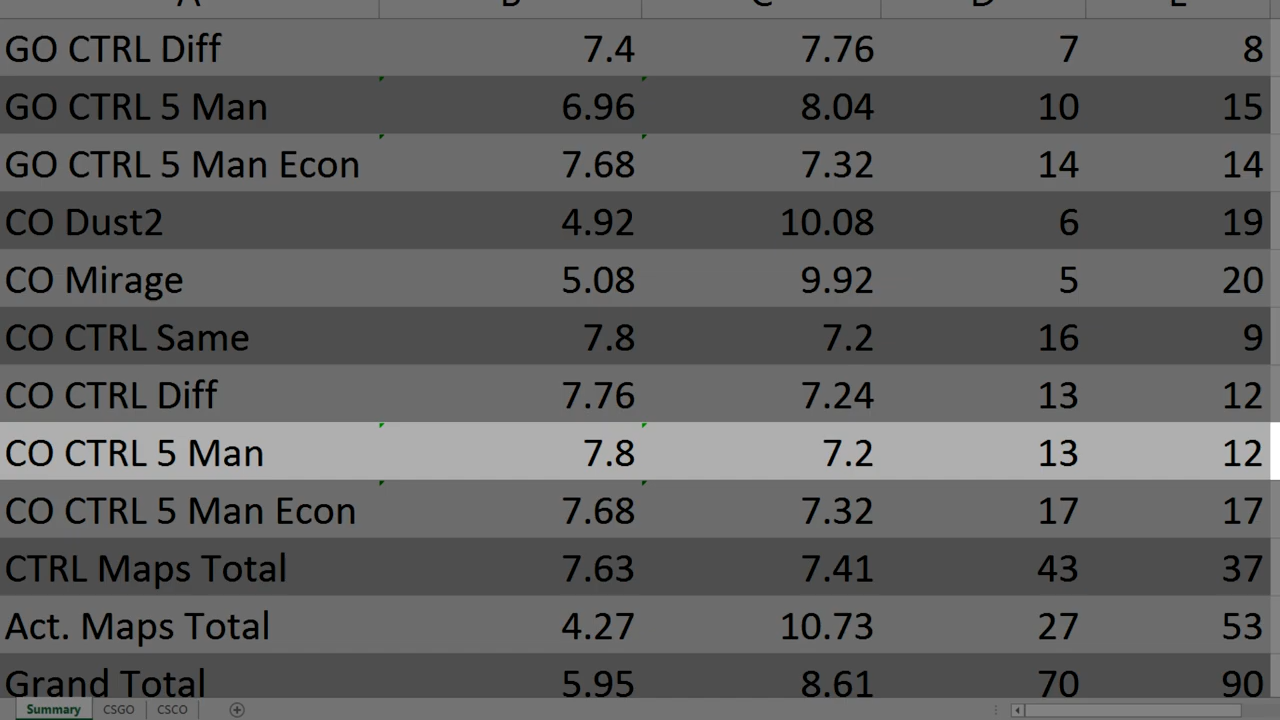 A B C D E
GO CTRL Diff 7.4 7.76 7 8
GO CTRL 5 Man 6.96 8.04 10 15
GO CTRL 5 Man Econ 7.68 7.32 14 14
CO Dust2 4.92 10.08 6 19
CO Mirage 5.08 9.92 5 20
CO CTRL Same 7.8 7.2 16 9
CO CTRL Diff 7.76 7.24 13 12
CO CTRL 5 Man 7.8 7.2 13 12
CO CTRL 5 Man Econ 7.68 7.32 17 17
CTRL Maps Total 7.63 7.41 43 37
Act. Maps Total 4.27 10.73 27 53
Grand Total 5.95 8.61 70 90
Summary CSGO CSCO